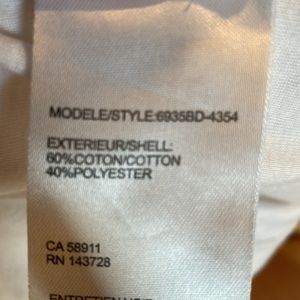 MODELE/STYLE:6935BD-4354
EXTERIEUR/SHELL:
60%COTON/COTTON
40%POLYESTER
CA 58911
RN 143728